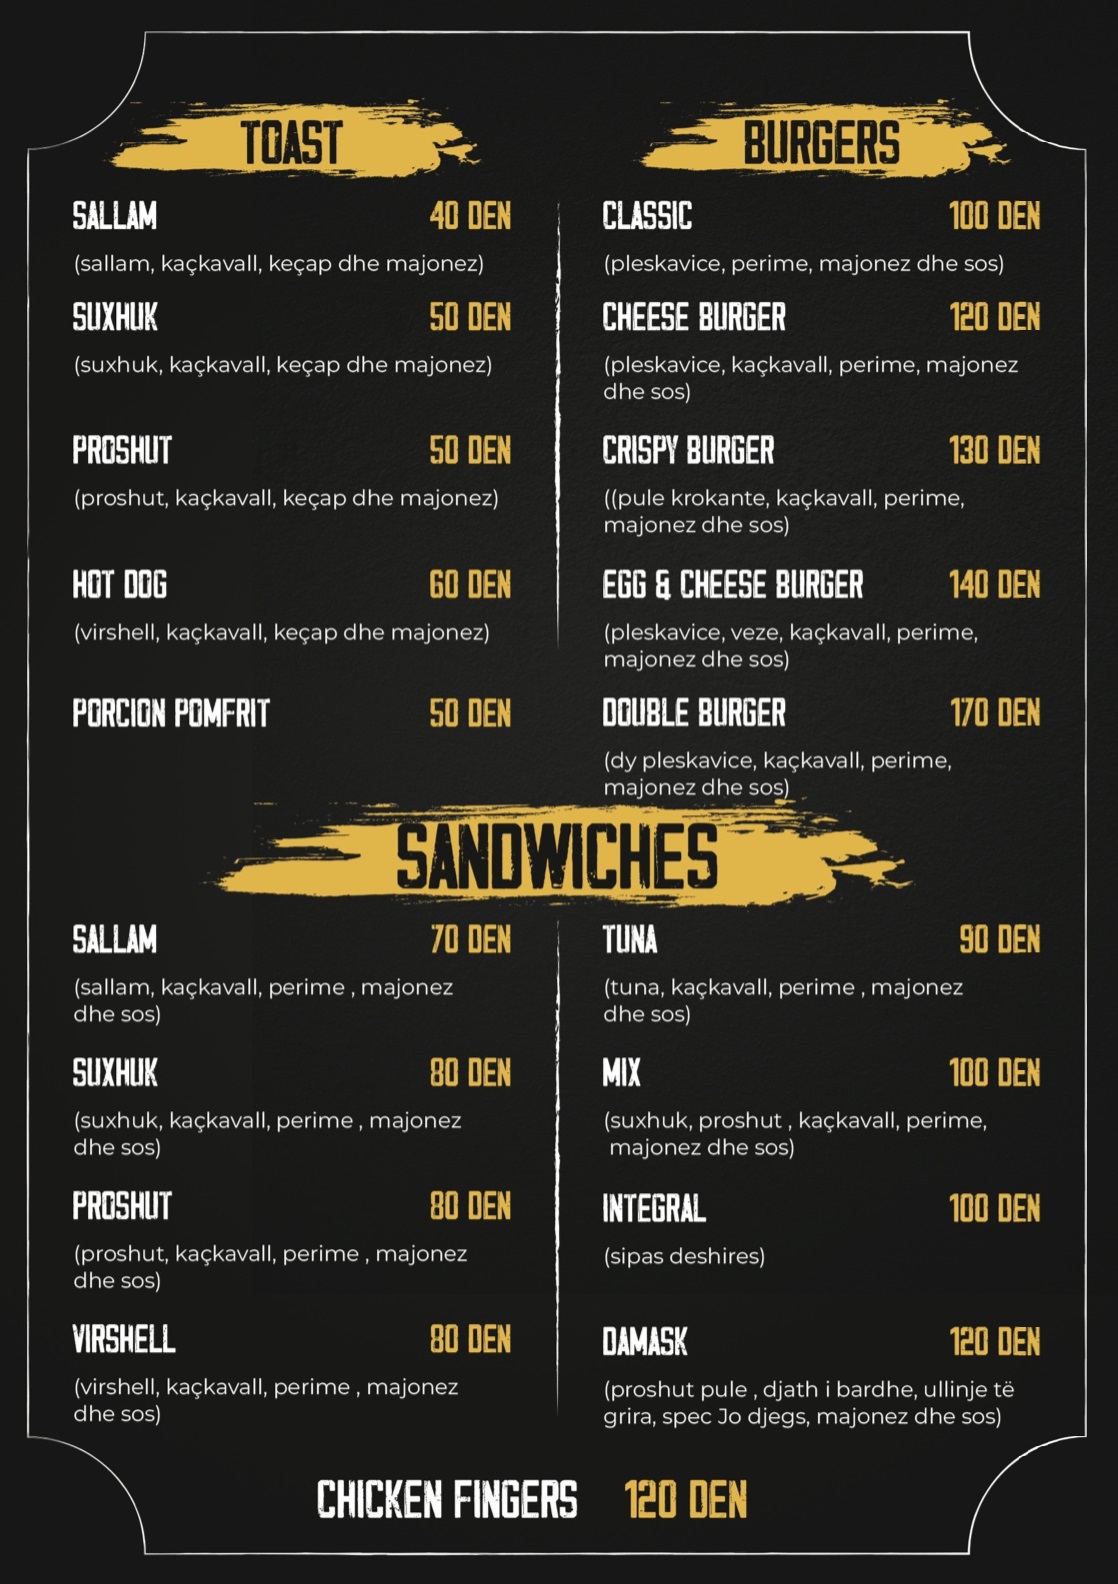 TOAST
SALLAM 40 DEN
(sallam, kaçkavall, keçap dhe majonez)
SUXHUK 50 DEN
(suxhuk, kaçkavall, keçap dhe majonez)
PROSHUT 50 DEN
(proshut, kaçkavall, keçap dhe majonez)
HOT DOG 60 DEN
(virshell, kaçkavall, keçap dhe majonez)
PORCION POMFRIT 50 DEN
BURGERS
CLASSIC 100 DEN
(pleskavice, perime, majonez dhe sos)
CHEESE BURGER 120 DEN
(pleskavice, kaçkavall, perime, majonez
dhe sos)
CRISPY BURGER 130 DEN
((pule krokante, kaçkavall, perime,
majonez dhe sos)
EGG & CHEESE BURGER 140 DEN
(pleskavice, veze, kaçkavall, perime,
majonez dhe sos)
DOUBLE BURGER 170 DEN
(dy pleskavice, kaçkavall, perime,
majonez dhe sos)
SANDWICHES
SALLAM 70 DEN
(sallam, kaçkavall, perime , majonez
dhe sos)
SUXHUK 80 DEN
(suxhuk, kaçkavall, perime , majonez
dhe sos)
PROSHUT 80 DEN
(proshut, kaçkavall, perime , majonez
dhe sos)
VIRSHELL 80 DEN
(virshell, kaçkavall, perime , majonez
dhe sos)
TUNA 90 DEN
(tuna, kaçkavall, perime , majonez
dhe sos)
MIX 100 DEN
(suxhuk, proshut , kaçkavall, perime,
majonez dhe sos)
INTEGRAL 100 DEN
(sipas deshires)
DAMASK 120 DEN
(proshut pule , djath i bardhe, ullinje të
grira, spec Jo djegs, majonez dhe sos)
CHICKEN FINGERS 120 DEN